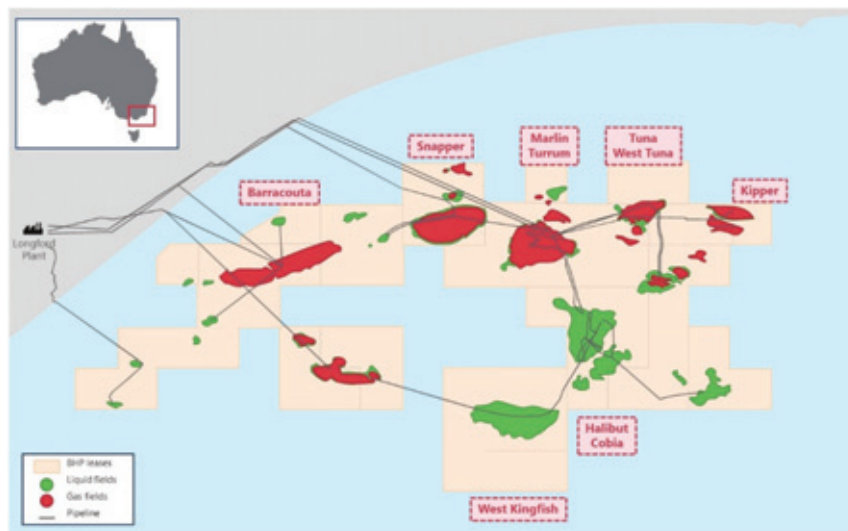 Snapper
Marlin
Turrum
Tuna
West Tuna
Barracouta
Kipper
Longford
Plant
Halibut
Cobia
West Kingfish
BHP leases
Liquid fields
Gas fields
Pipeline